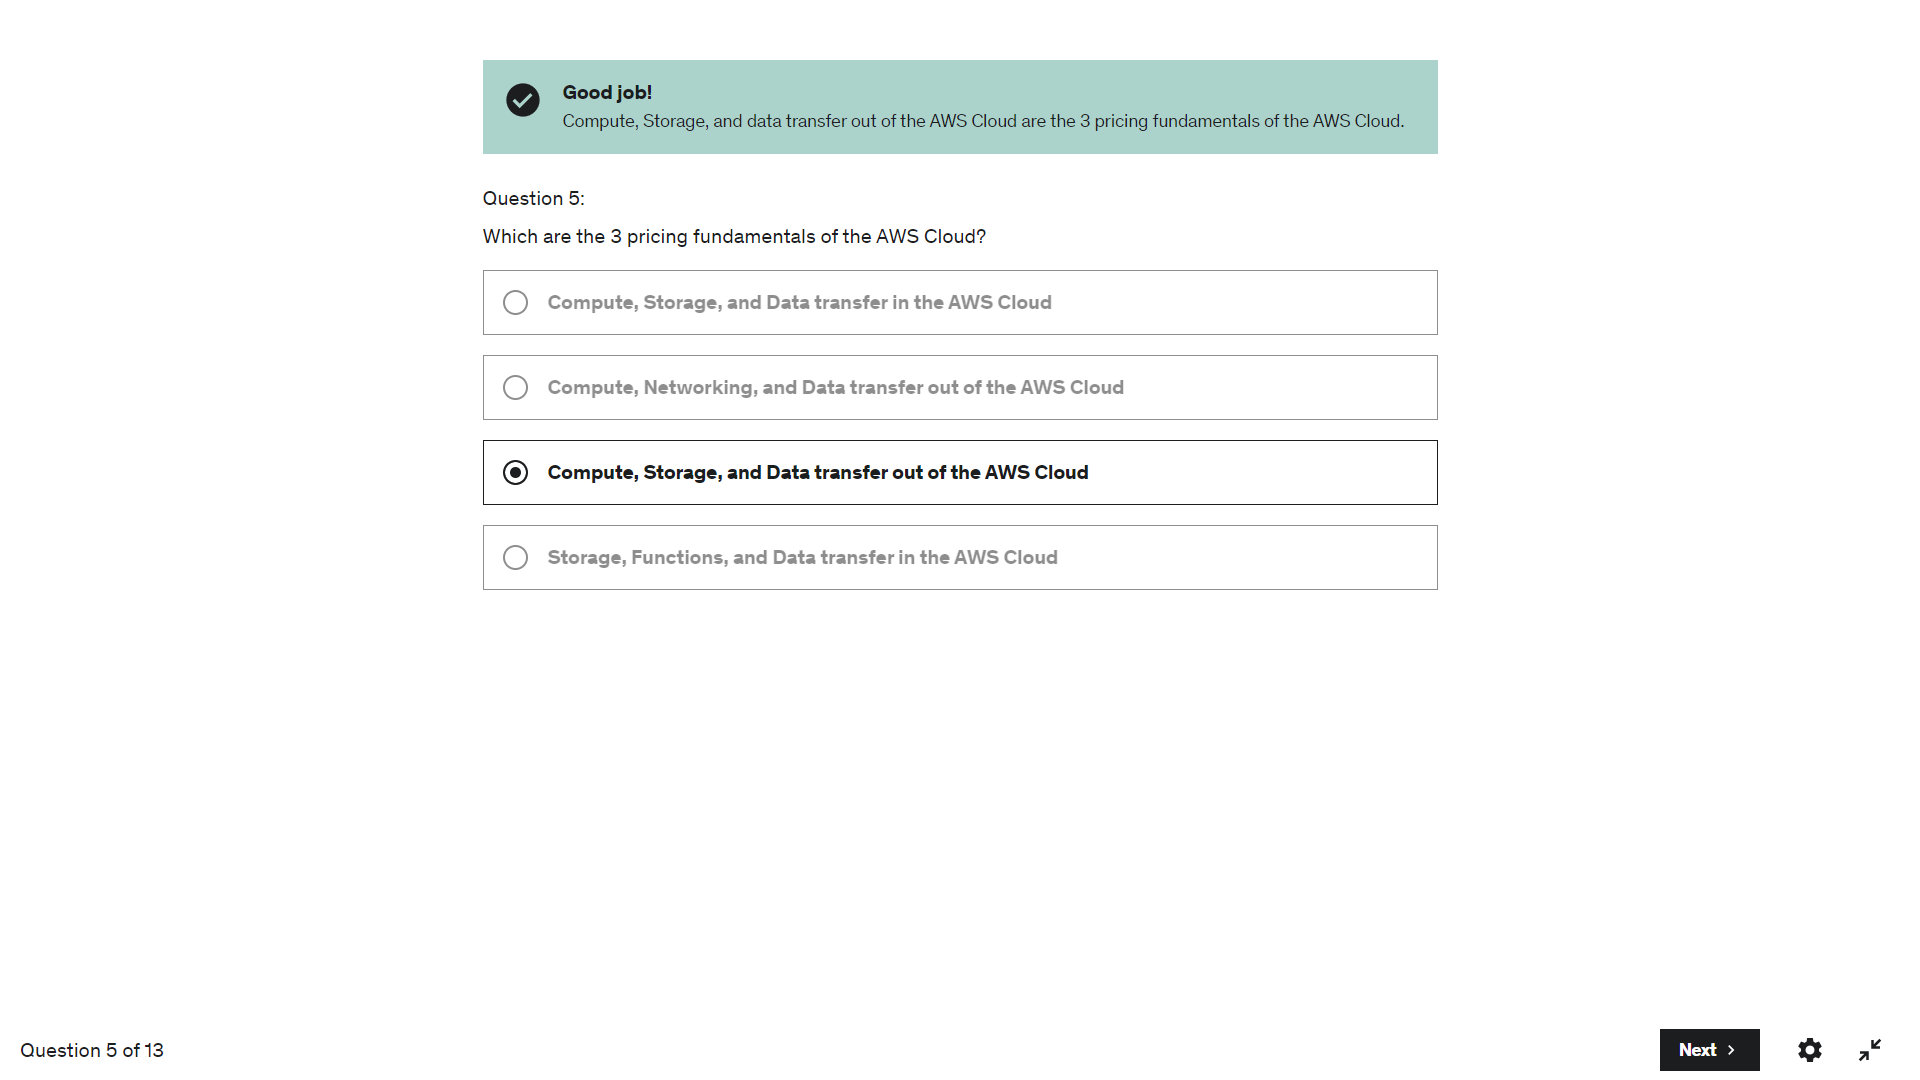 Good job!
Compute, Storage, and data transfer out of the AWS Cloud are the 3 pricing fundamentals of the AWS Cloud.
Question 5:
Which are the 3 pricing fundamentals of the AWS Cloud?
Compute, Storage, and Data transfer in the AWS Cloud
Compute, Networking, and Data transfer out of the AWS Cloud
Compute, Storage, and Data transfer out of the AWS Cloud
Storage, Functions, and Data transfer in the AWS Cloud
Question 5 of 13
Next